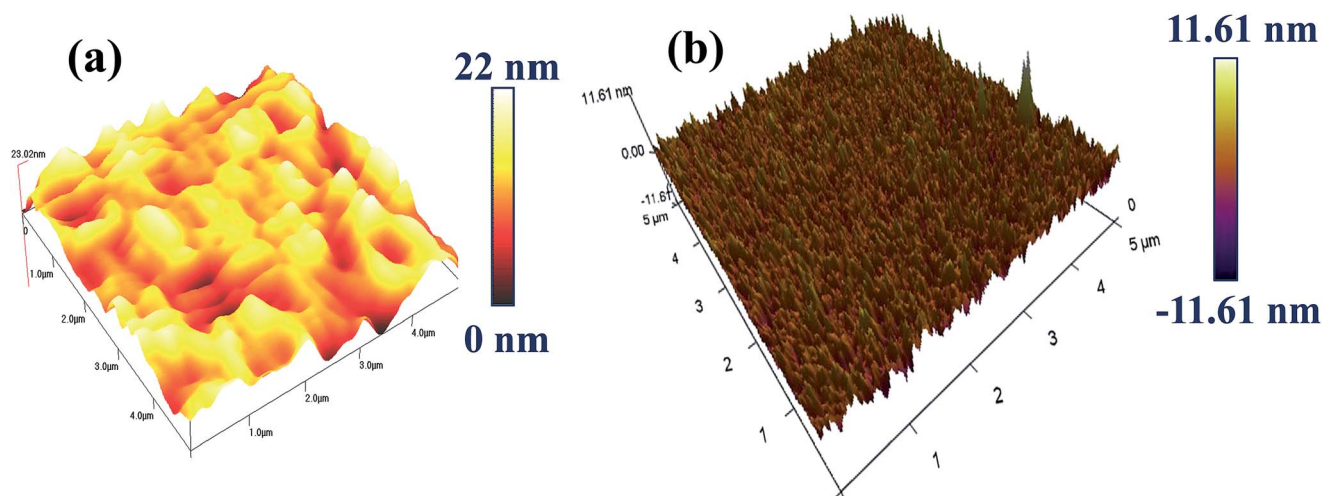 (a)
22 nm
0 nm
23.02nm
0
1.0µm
2.0µm
3.0µm
4.0µm
1.0µm
2.0µm
3.0µm
4.0µm
(b)
11.61 nm
0.00
-11.61
5 µm
4
3
2
1
1
2
3
4
5 µm
0
11.61 nm
-11.61 nm